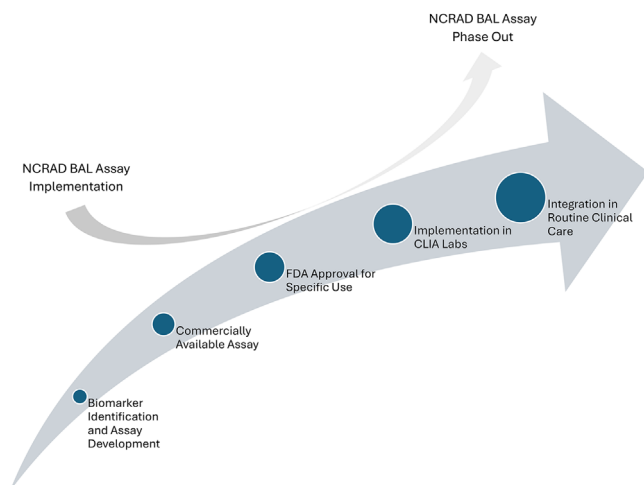 NCRAD BAL Assay
Phase Out
NCRAD BAL Assay
Implementation
Integration in
Routine Clinical
Care
Implementation in
CLIA Labs
FDA Approval for
Specific Use
Commercially
Available Assay
Biomarker
Identification
and Assay
Development